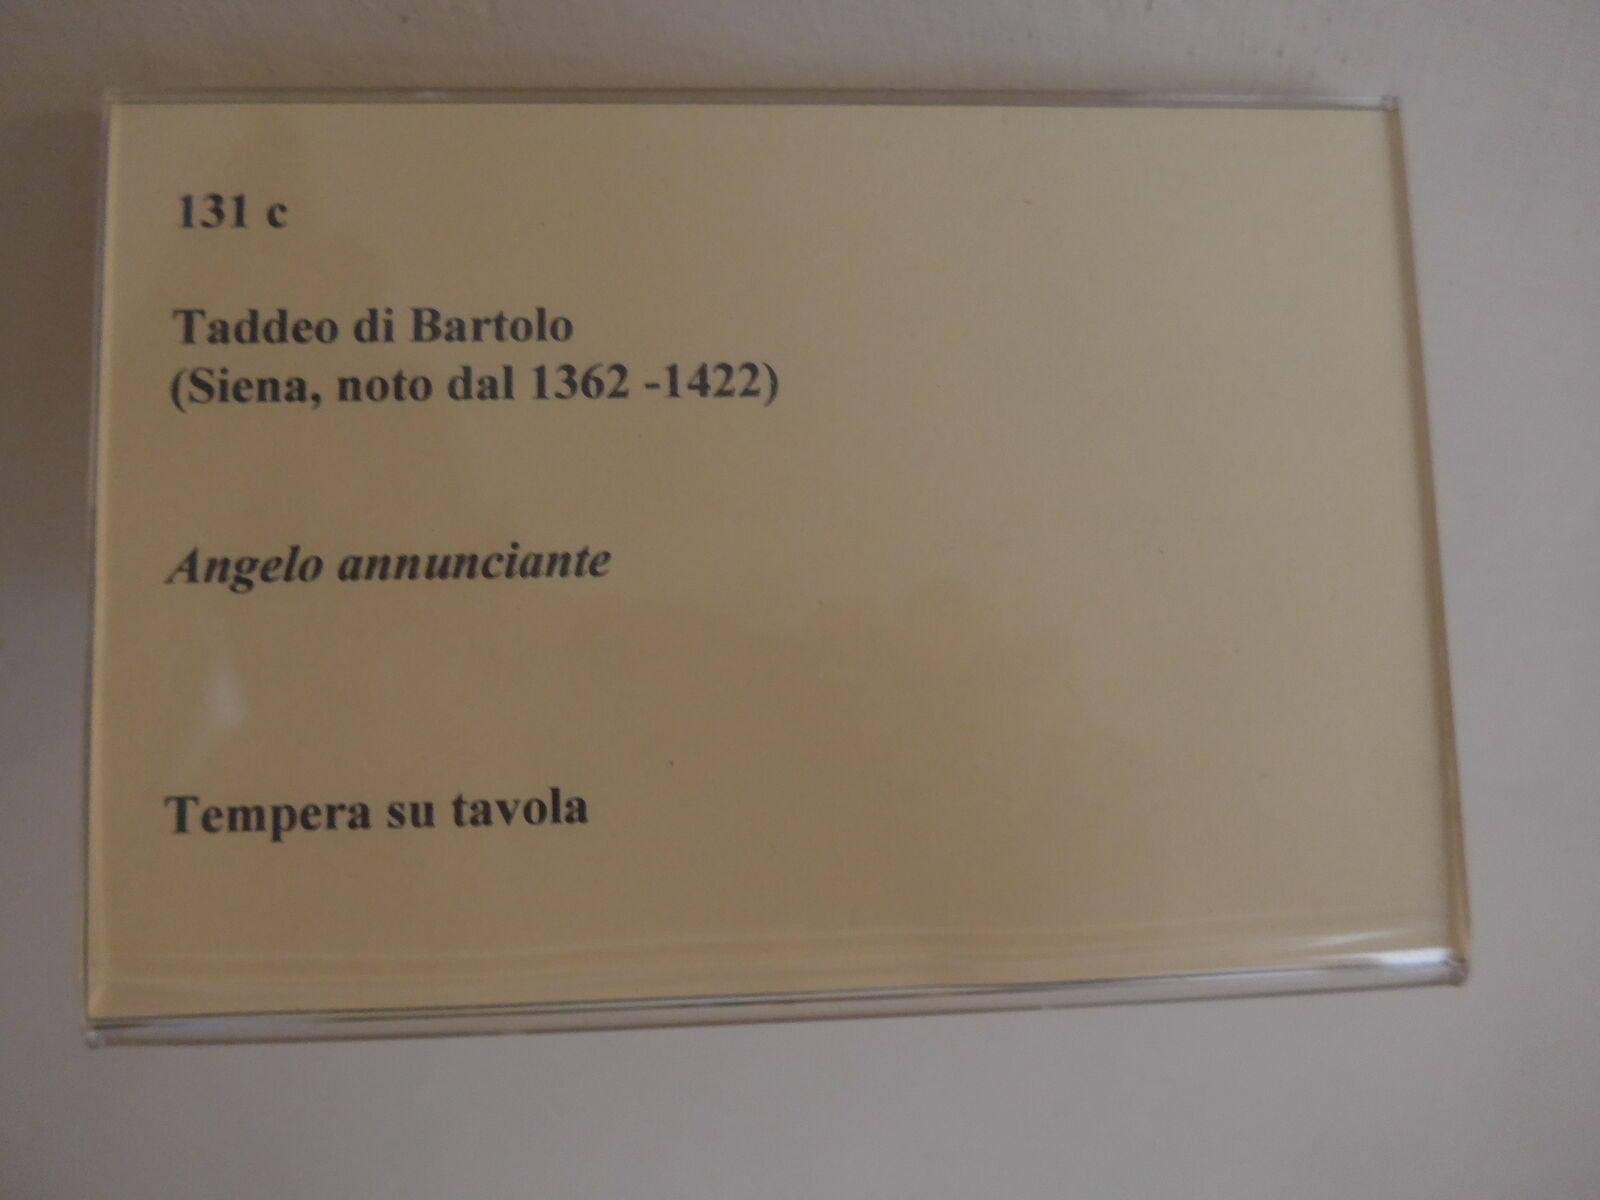 131 c
Taddeo di Bartolo
(Siena, noto dal 1362 -1422)
Angelo annunciante
Tempera su tavola